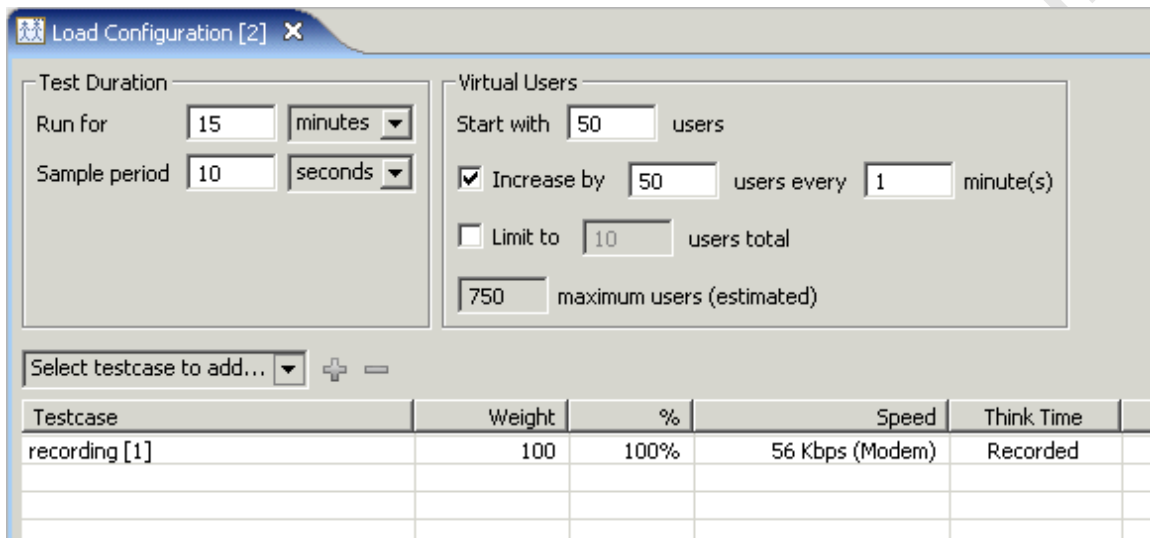 Load Configuration [2]
Test Duration
Run for 15 minutes
Sample period 10 seconds
Virtual Users
Start with 50 users
Increase by 50 users every 1 minute(s)
Limit to 10 users total
750 maximum users (estimated)
Select testcase to add...
Testcase Weight % Speed Think Time
recording [1] 100 100% 56 Kbps (Modem) Recorded